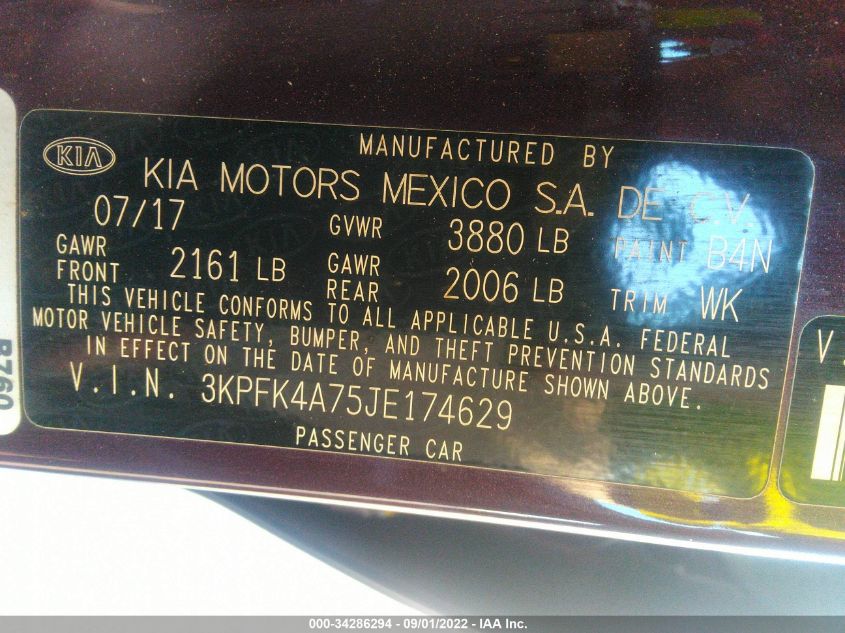 MANUFACTURED BY
KIA
KIA MOTORS MEXICO S.A. DE C.V
07/17 GVWR 3880 LB PAINT B4N
GAWR FRONT 2161 LB GAWR REAR 2006 LB TRIM WK
THIS VEHICLE CONFORMS TO ALL APPLICABLE U.S.A. FEDERAL
MOTOR VEHICLE SAFETY, BUMPER, AND THEFT PREVENTION STANDARDS
IN EFFECT ON THE DATE OF MANUFACTURE SHOWN ABOVE.
V.I.N. 3KPFK4A75JE174629
PASSENGER CAR
V.
000-34286294 - 09/01/2022 - IAA Inc.